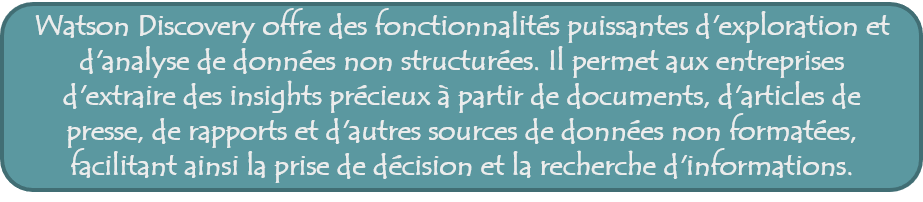 Watson Discovery offre des fonctionnalités puissantes d'exploration et
d'analyse de données non structurées. Il permet aux entreprises
d'extraire des insights précieux à partir de documents, d'articles de
presse, de rapports et d'autres sources de données non formatées,
facilitant ainsi la prise de décision et la recherche d'informations.